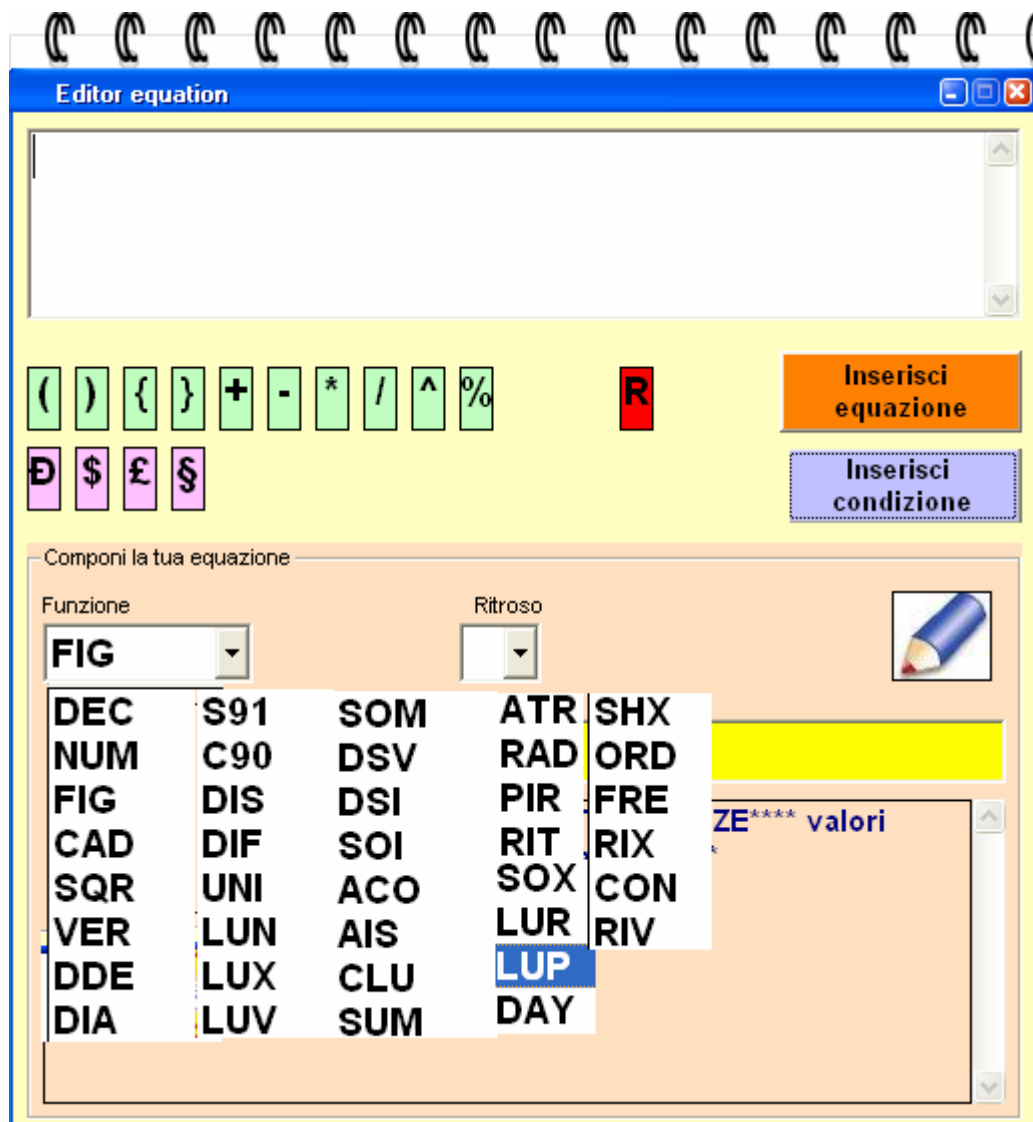 Editor equation
( ) { } + - * / ^ % R
Inserisci
equazione
Đ $ £ §
Inserisci
condizione
Componi la tua equazione
Funzione Ritroso
FIG
DEC S91 SOM ATR SHX
NUM C90 DSV RAD ORD
FIG DIS DSI PIR FRE
ZE**** valori
CAD DIF SOI RIT RIX
SQR UNI ACO SOX CON
VER LUN AIS LUR RIV
DDE LUX CLU LUP
DIA LUV SUM DAY